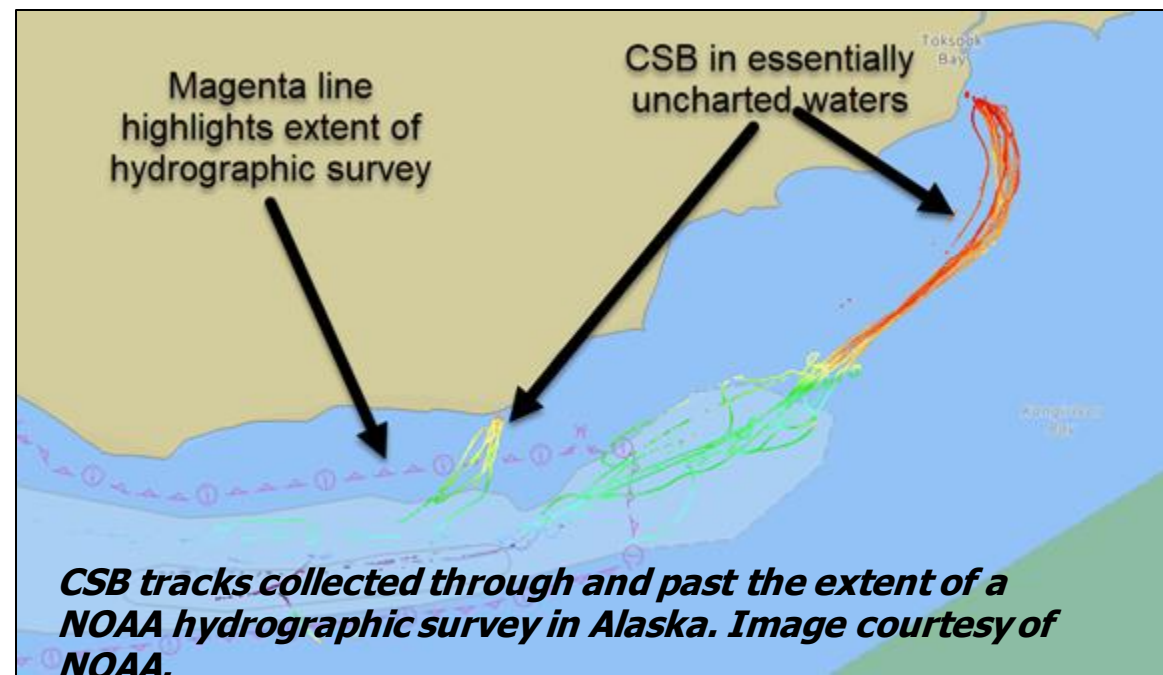 Toksook
Bay
Magenta line
highlights extent of
hydrographic survey
CSB in essentially
uncharted waters
Bay
CSB tracks collected through and past the extent of a
NOAA hydrographic survey in Alaska. Image courtesy of
NOAA.